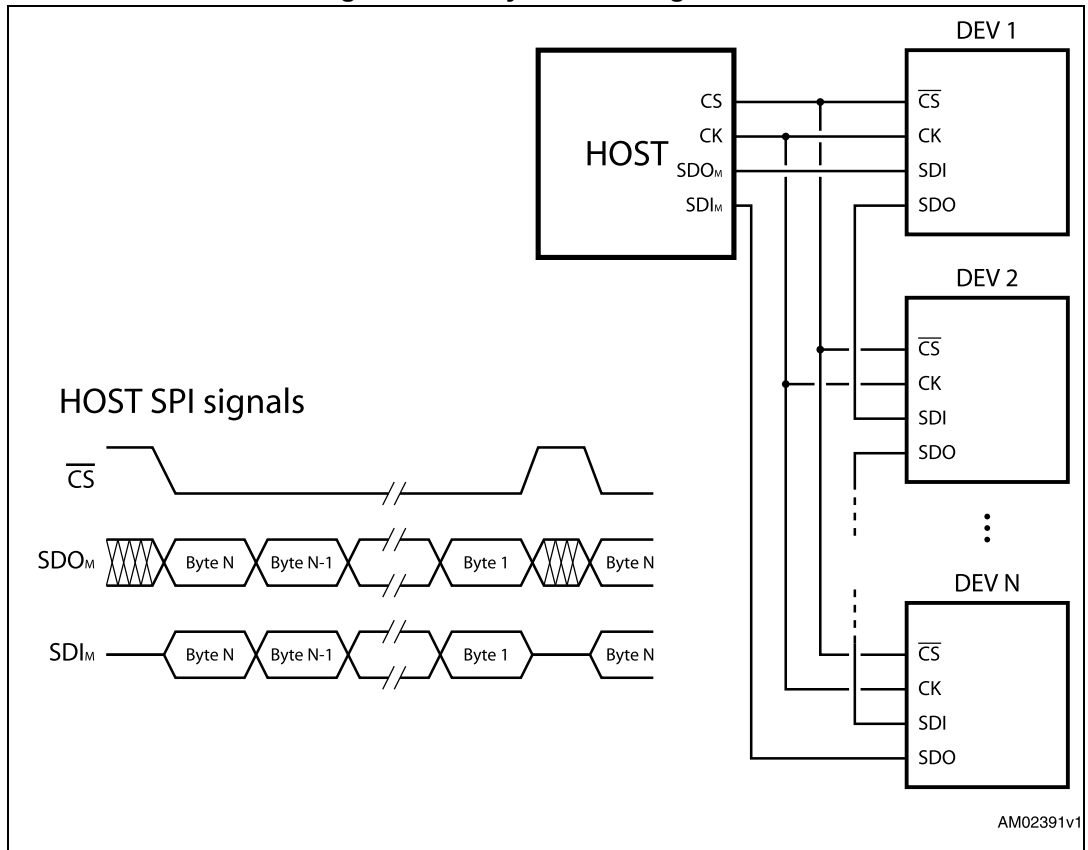 DEV 1
CS
CK
HOST
SDOM
SDIM
CS
CK
SDI
SDO
DEV 2
CS
CK
SDI
SDO
HOST SPI signals
CS
SDOM
Byte N
Byte N-1
Byte 1
Byte N
SDIM
Byte N
Byte N-1
Byte 1
Byte N
DEV N
CS
CK
SDI
SDO
AM02391v1